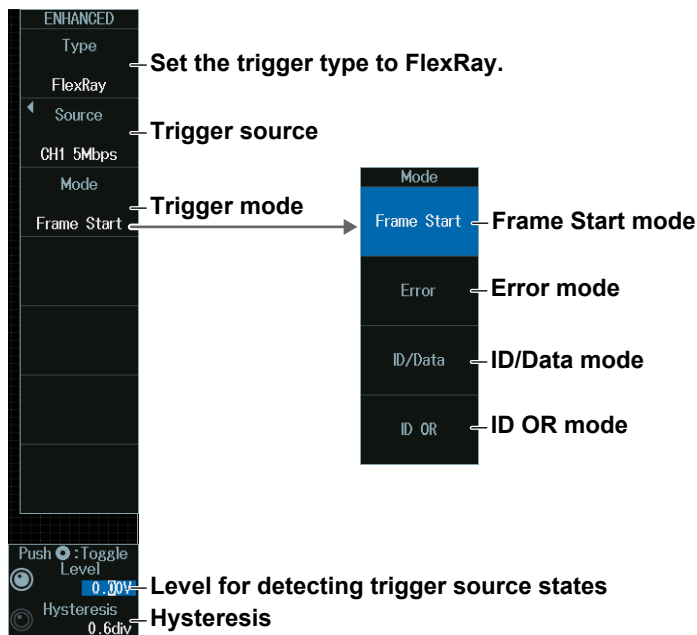 ENHANCED
Type
FlexRay
Set the trigger type to FlexRay.
Source
CH1 5Mbps
Trigger source
Mode
Frame Start
Trigger mode
Mode
Frame Start
Frame Start mode
Error
Error mode
ID/Data
ID/Data mode
ID OR
ID OR mode
Push :Toggle
Level
0.00V
Level for detecting trigger source states
Hysteresis
0.6div
Hysteresis